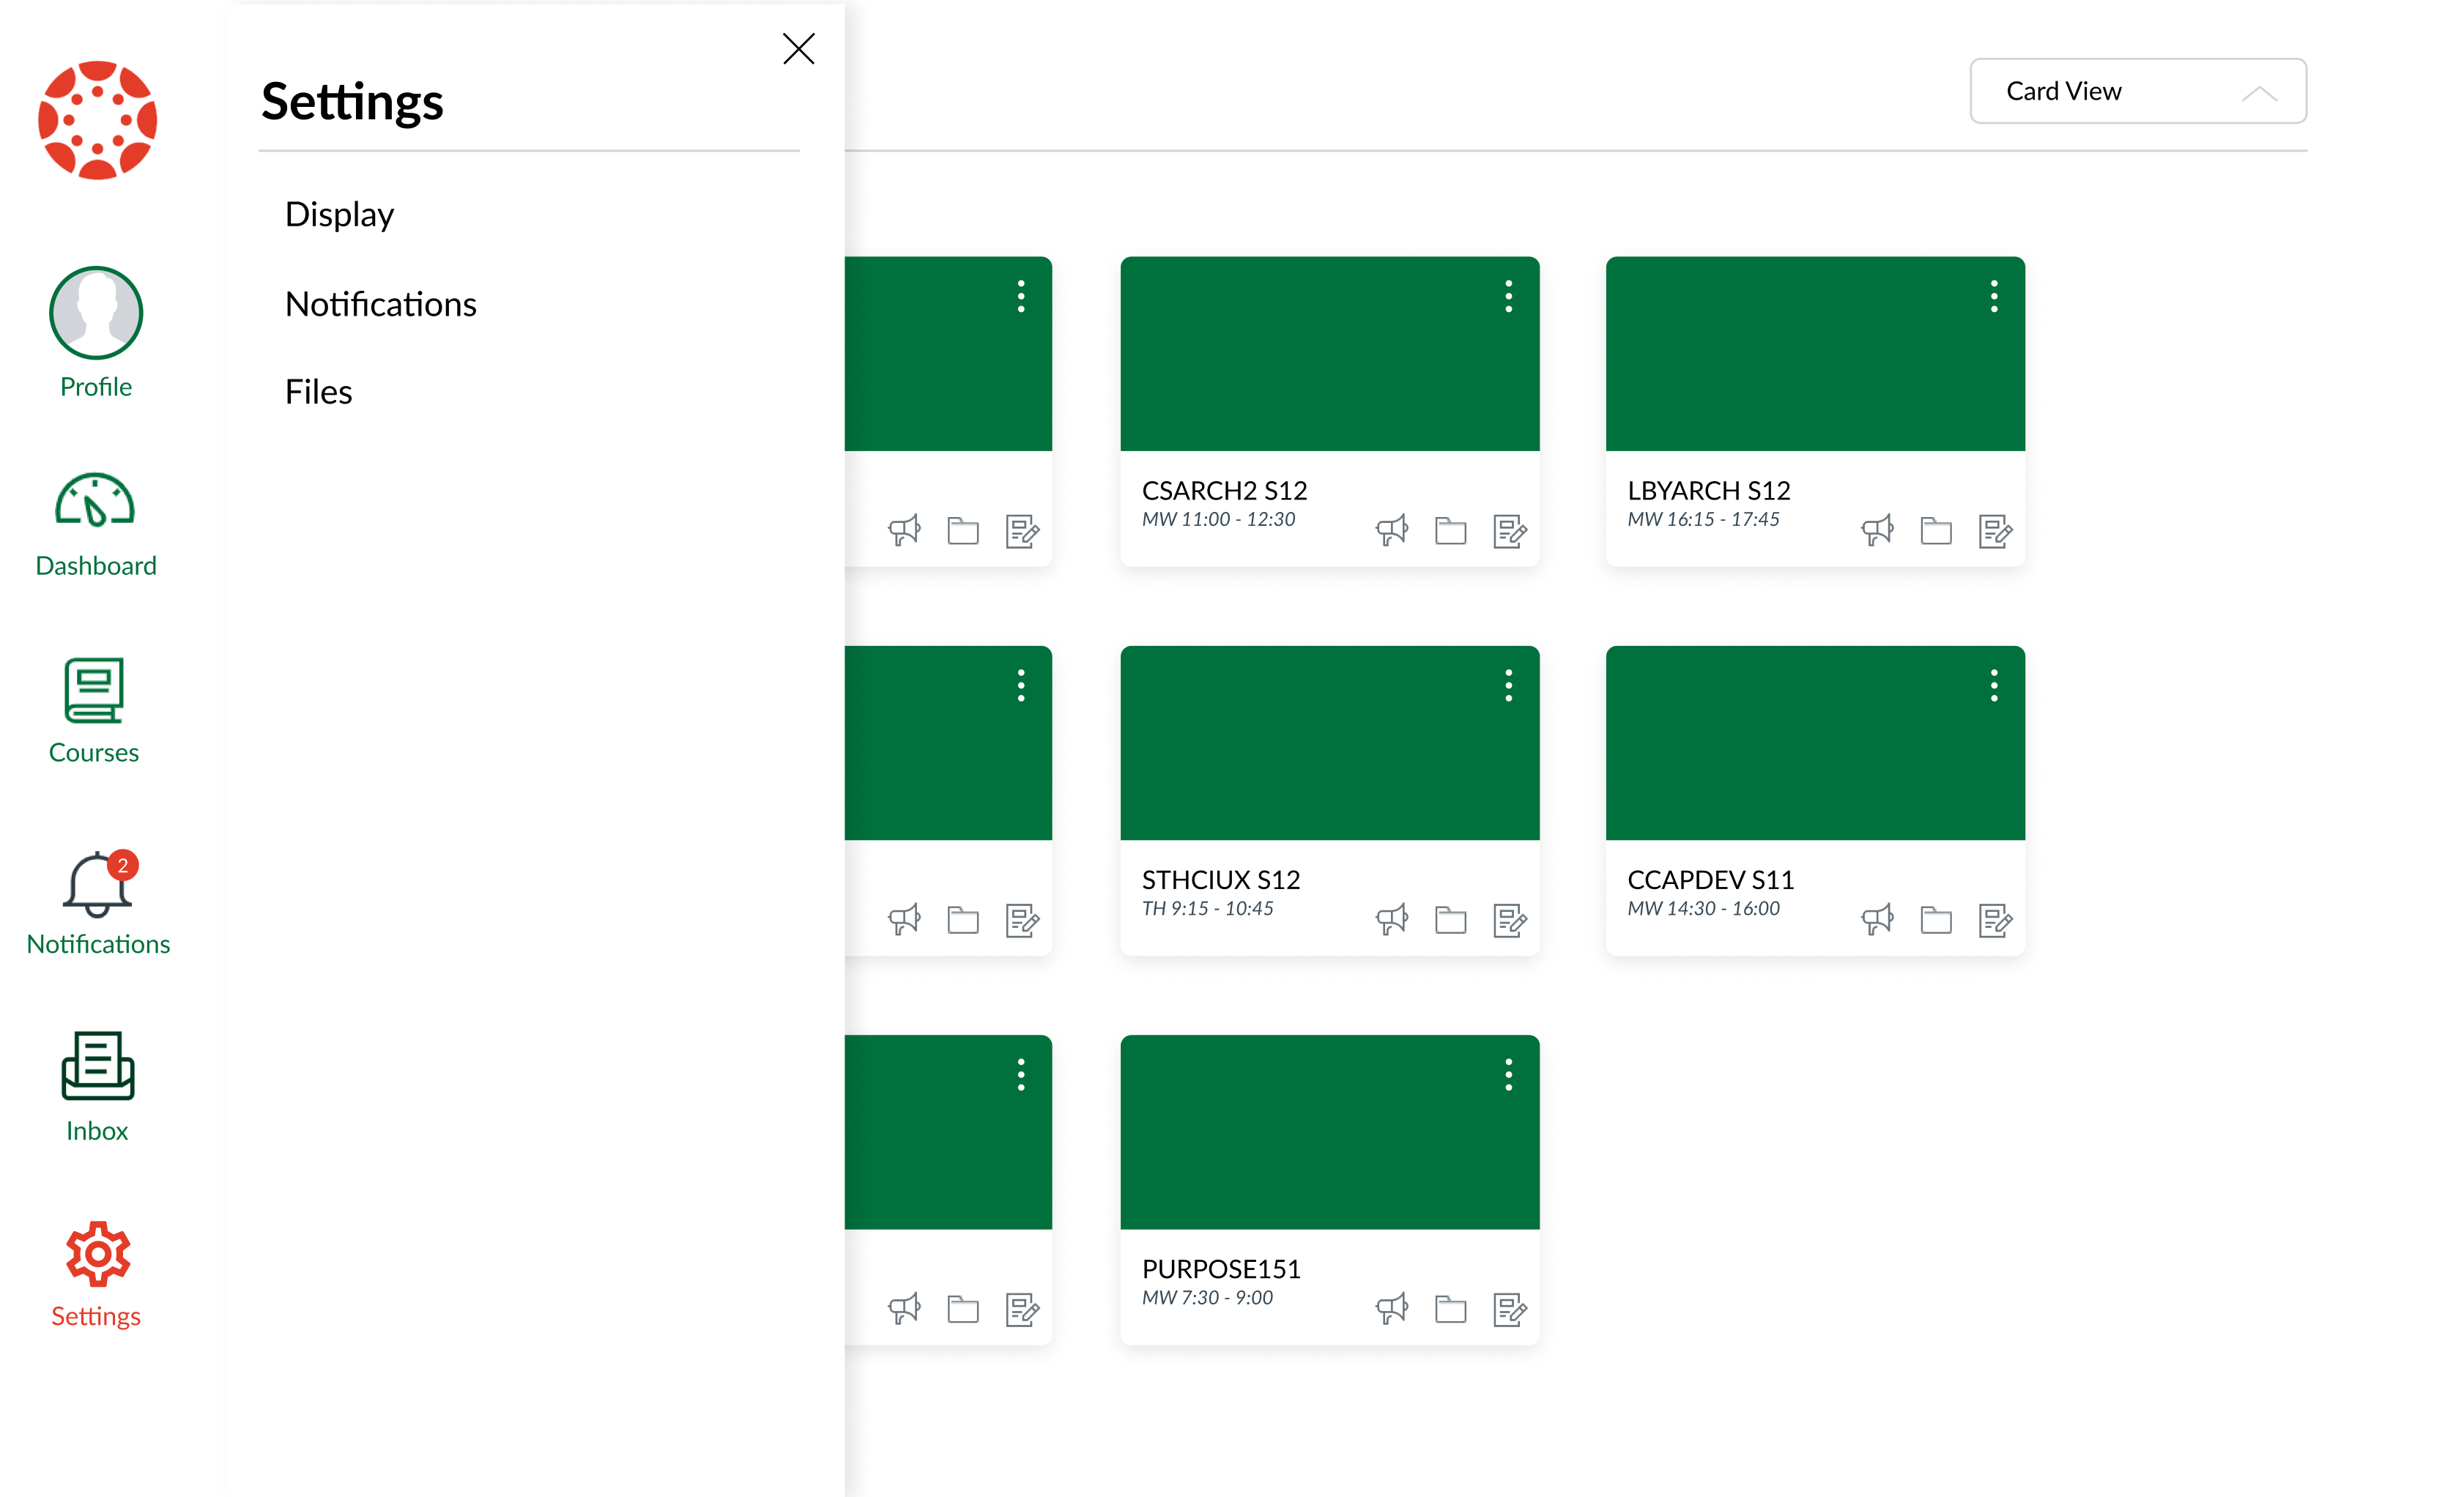 Settings
Card View
Display
Notifications
Files
Profile
Dashboard
Courses
2
Notifications
Inbox
Settings
CSARCH2 S12
MW 11:00 - 12:30
LBYARCH S12
MW 16:15 - 17:45
STHCIUX S12
TH 9:15 - 10:45
CCAPDEV S11
MW 14:30 - 16:00
PURPOSE151
MW 7:30 - 9:00